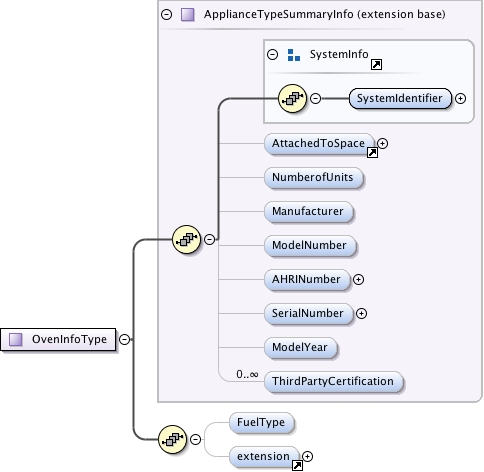 ApplianceTypeSummaryInfo (extension base)
SystemInfo
SystemIdentifier
AttachedToSpace
NumberofUnits
Manufacturer
ModelNumber
AHRINumber
SerialNumber
ModelYear
0..∞
ThirdPartyCertification
OvenInfoType
FuelType
extension